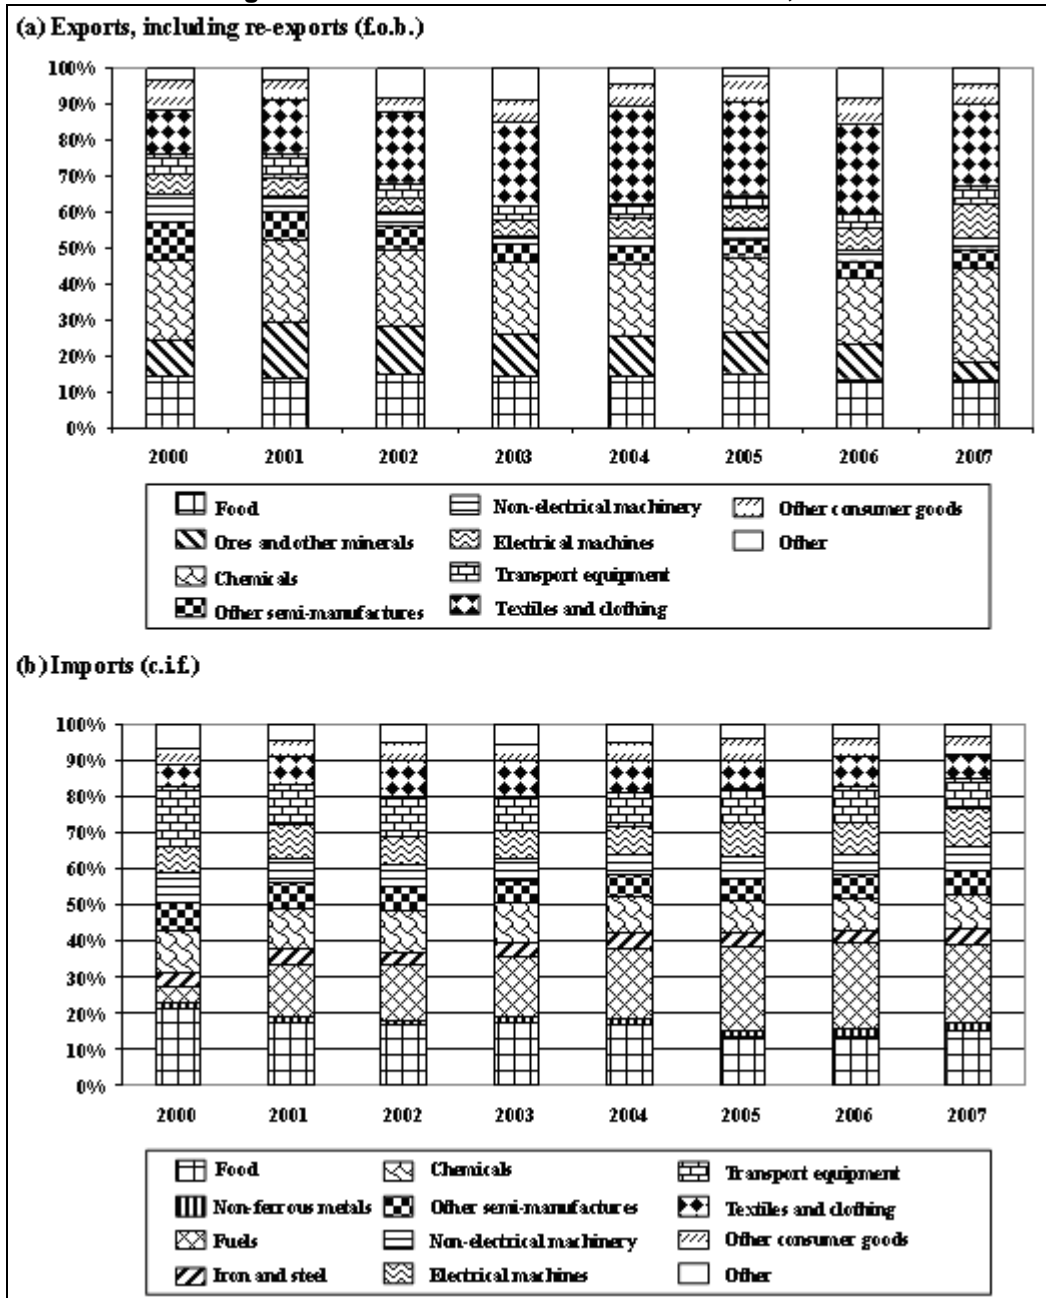 (a) Exports, including re-exports (f.o.b.)
100%
90%
80%
70%
60%
50%
40%
30%
20%
10%
0%
2000 2001 2002 2003 2004 2005 2006 2007
Food Non-electrical machinery Other consumer goods
Ores and other minerals Electrical machines Other
Chemicals Transport equipment
Other semi-manufactures Textiles and clothing
(b) Imports (c.i.f.)
100%
90%
80%
70%
60%
50%
40%
30%
20%
10%
0%
2000 2001 2002 2003 2004 2005 2006 2007
Food Chemicals Transport equipment
Non-ferrous metals Other semi-manufactures Textiles and clothing
Fuels Non-electrical machinery Other consumer goods
Iron and steel Electrical machines Other